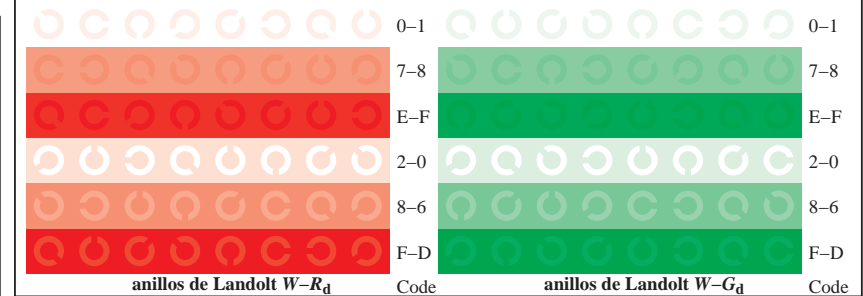 0–1
7–8
E–F
2–0
8–6
F–D
anillos de Landolt W–Rd Code
0–1
7–8
E–F
2–0
8–6
F–D
anillos de Landolt W–Gd Code